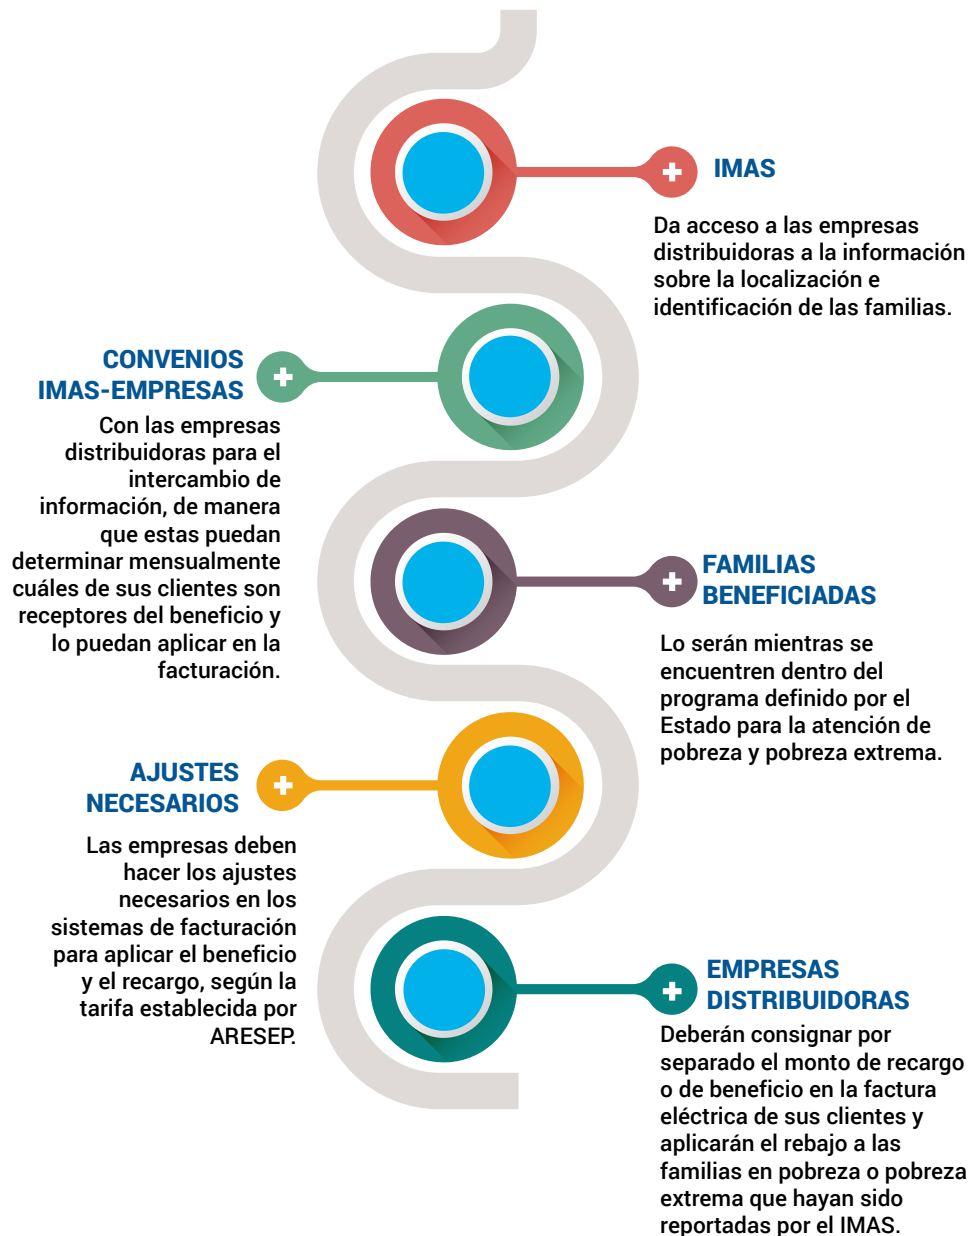 IMAS
Da acceso a las empresas
distribuidoras a la información
sobre la localización e
identificación de las familias.
CONVENIOS
IMAS-EMPRESAS
Con las empresas
distribuidoras para el
intercambio de
información, de manera
que estas puedan
determinar mensualmente
cuáles de sus clientes son
receptores del beneficio y
lo puedan aplicar en la
facturación.
FAMILIAS
BENEFICIADAS
Lo serán mientras se
encuentren dentro del
programa definido por el
Estado para la atención de
pobreza y pobreza extrema.
AJUSTES
NECESARIOS
Las empresas deben
hacer los ajustes
necesarios en los
sistemas de facturación
para aplicar el beneficio
y el recargo, según la
tarifa establecida por
ARESEP.
EMPRESAS
DISTRIBUIDORAS
Deberán consignar por
separado el monto de recargo
o de beneficio en la factura
eléctrica de sus clientes y
aplicarán el rebajo a las
familias en pobreza o pobreza
extrema que hayan sido
reportadas por el IMAS.